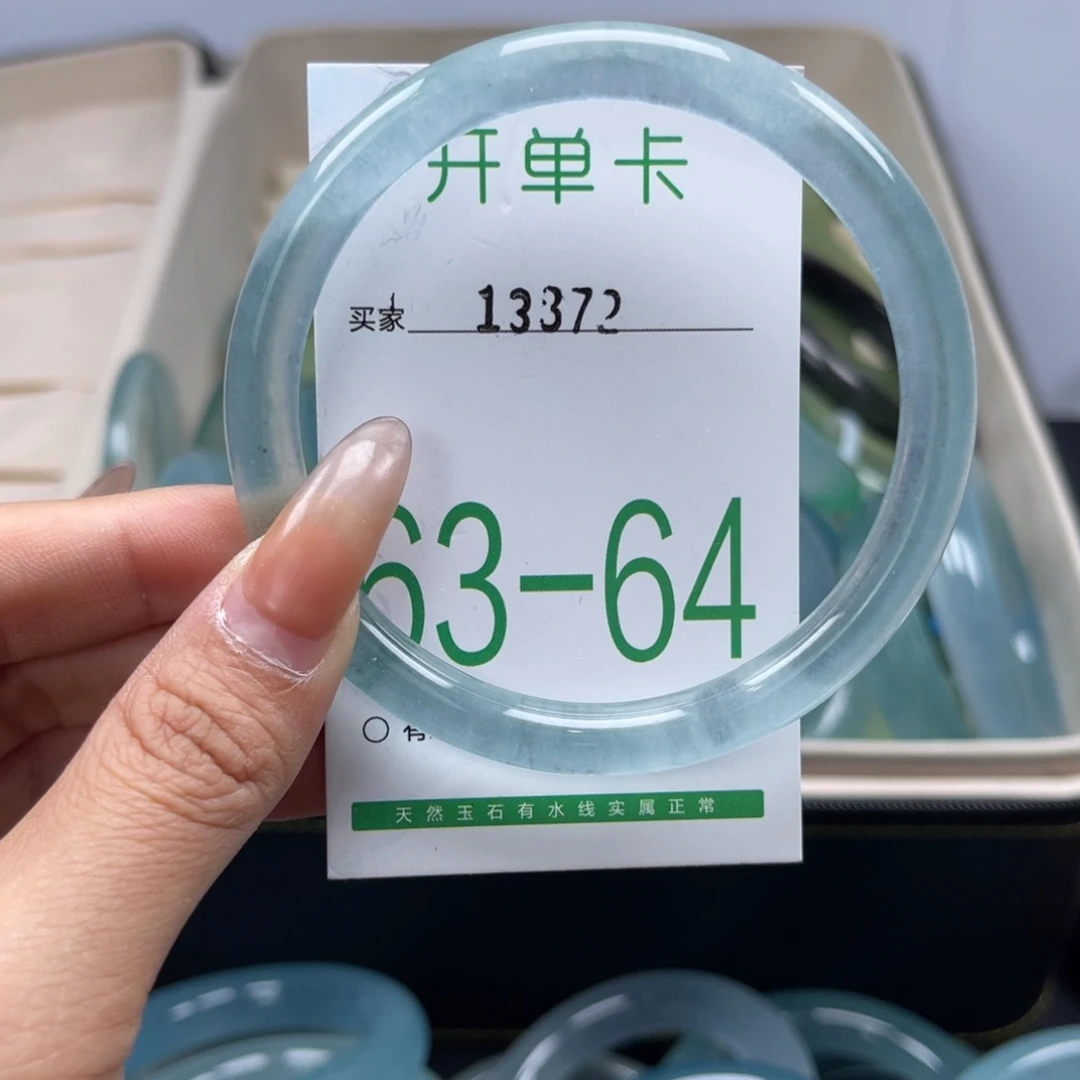 开单卡
买家 13372
63-64
天然玉石有水线实属正常